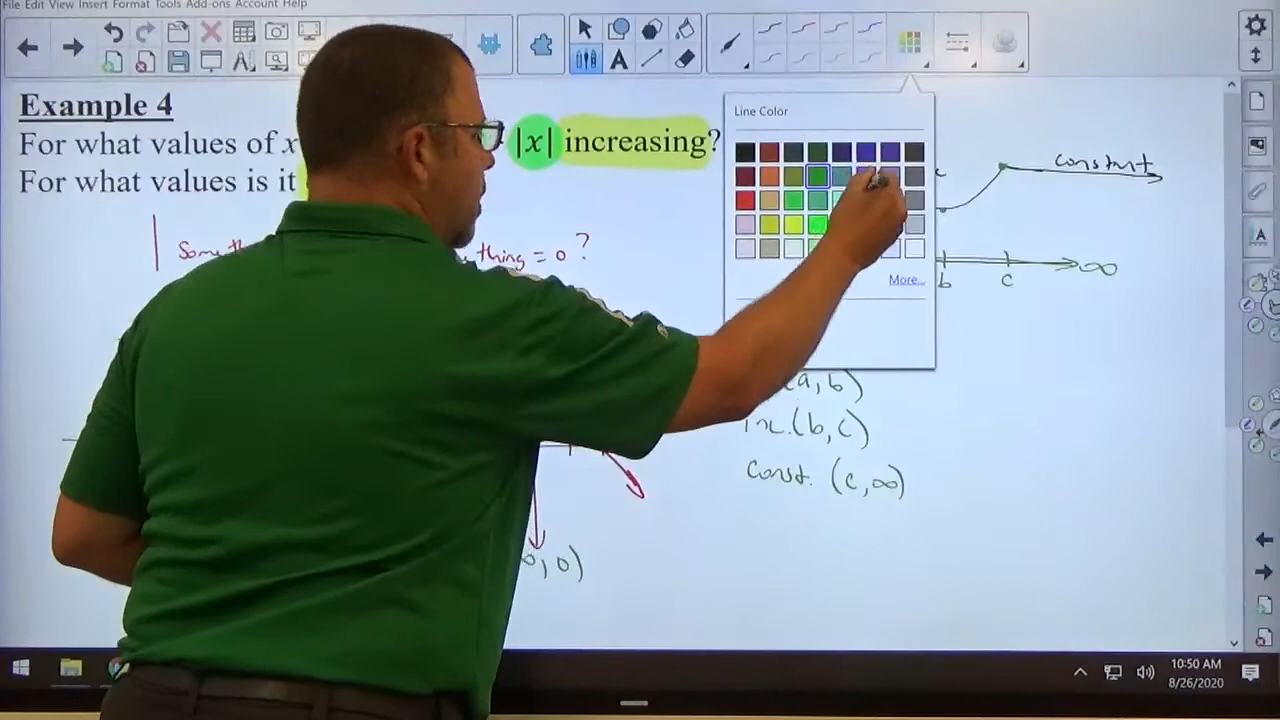 File Edit View Insert Format Tools Add-ons Account Help
Example 4
For what values of x |x| increasing?
For what values is it
thing = 0 ?
Line Color
More...
constant
c
b c ∞
(a, b)
inc. (b, c)
const. (c, ∞)
, 0)
10:50 AM
8/26/2020